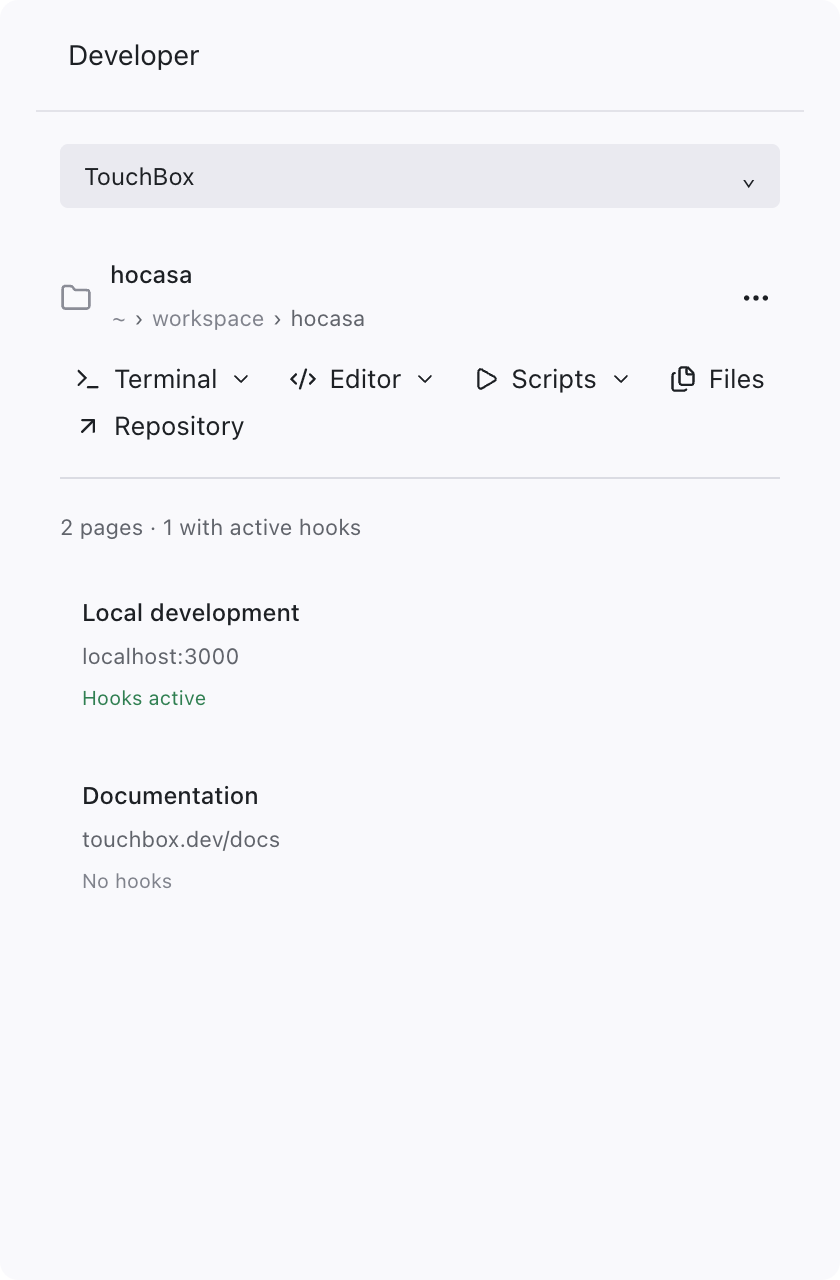 Developer
TouchBox
hocasa
~ › workspace › hocasa
Terminal Editor Scripts Files
Repository
2 pages · 1 with active hooks
Local development
localhost:3000
Hooks active
Documentation
touchbox.dev/docs
No hooks